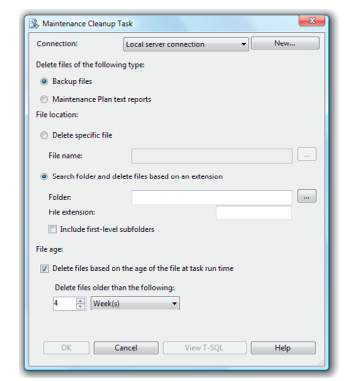 Maintenance Cleanup Task
Connection: Local server connection New...
Delete files of the following type:
Backup files
Maintenance Plan text reports
File location:
Delete specific file
File name: ...
Search folder and delete files based on an extension
Folder: ...
File extension:
Include first-level subfolders
File age:
Delete files based on the age of the file at task run time
Delete files older than the following:
4 Week(s)
OK Cancel View T-SQL Help